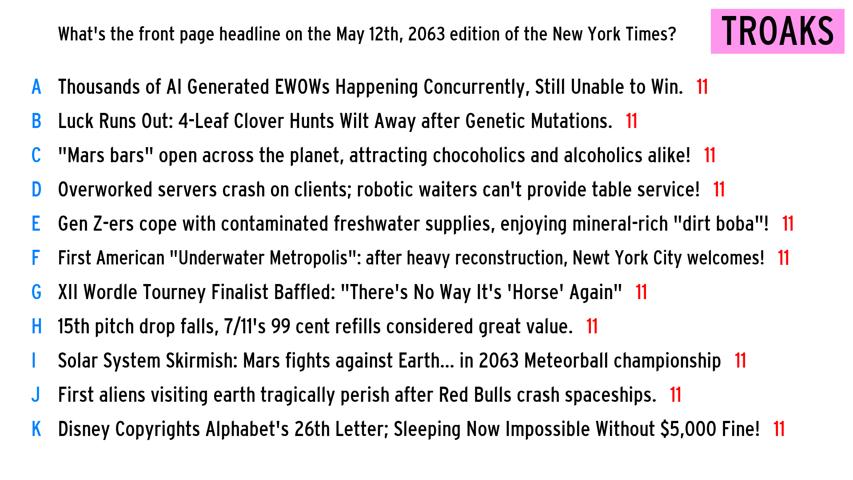 What's the front page headline on the May 12th, 2063 edition of the New York Times?
TROAKS
A Thousands of AI Generated EWOWs Happening Concurrently, Still Unable to Win. 11
B Luck Runs Out: 4-Leaf Clover Hunts Wilt Away after Genetic Mutations. 11
C "Mars bars" open across the planet, attracting chocoholics and alcoholics alike! 11
D Overworked servers crash on clients; robotic waiters can't provide table service! 11
E Gen Z-ers cope with contaminated freshwater supplies, enjoying mineral-rich "dirt boba"! 11
F First American "Underwater Metropolis": after heavy reconstruction, Newt York City welcomes! 11
G XII Wordle Tourney Finalist Baffled: "There's No Way It's 'Horse' Again" 11
H 15th pitch drop falls, 7/11's 99 cent refills considered great value. 11
I Solar System Skirmish: Mars fights against Earth... in 2063 Meteorball championship 11
J First aliens visiting earth tragically perish after Red Bulls crash spaceships. 11
K Disney Copyrights Alphabet's 26th Letter; Sleeping Now Impossible Without $5,000 Fine! 11